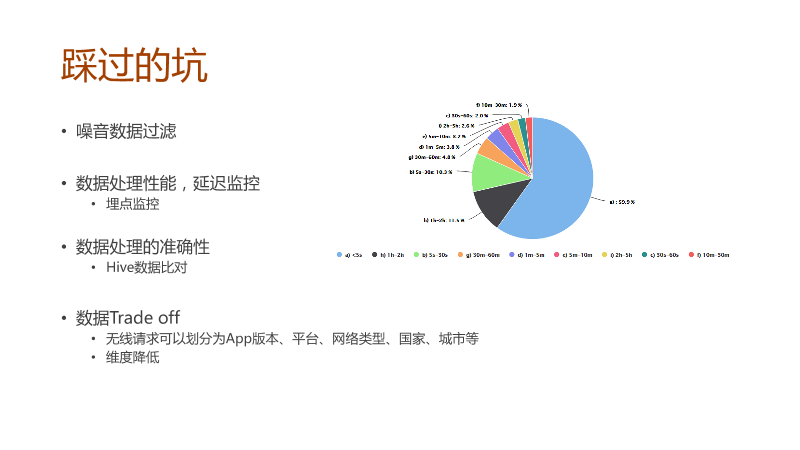 踩过的坑
• 噪音数据过滤
• 数据处理性能，延迟监控
• 埋点监控
• 数据处理的准确性
• Hive数据比对
• 数据Trade off
• 无线请求可以划分为App版本、平台、网络类型、国家、城市等
• 维度降低
f) 10m-30m: 1.9 %
c) 30s-60s: 2.0 %
i) 2h-5h: 2.6 %
e) 5m-10m: 3.2 %
d) 1m-5m: 3.8 %
g) 30m-60m: 4.8 %
b) 5s-30s: 10.3 %
h) 1h-2h: 11.5 %
a) : 59.9 %
a) <5s h) 1h-2h b) 5s-30s g) 30m-60m d) 1m-5m e) 5m-10m i) 2h-5h c) 30s-60s f) 10m-30m